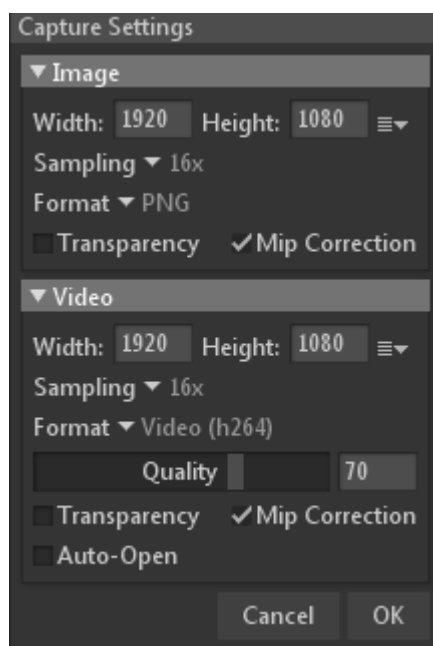 Capture Settings
Image
Width: 1920 Height: 1080
Sampling 16x
Format PNG
Transparency Mip Correction
Video
Width: 1920 Height: 1080
Sampling 16x
Format Video (h264)
Quality 70
Transparency Mip Correction
Auto-Open
Cancel OK